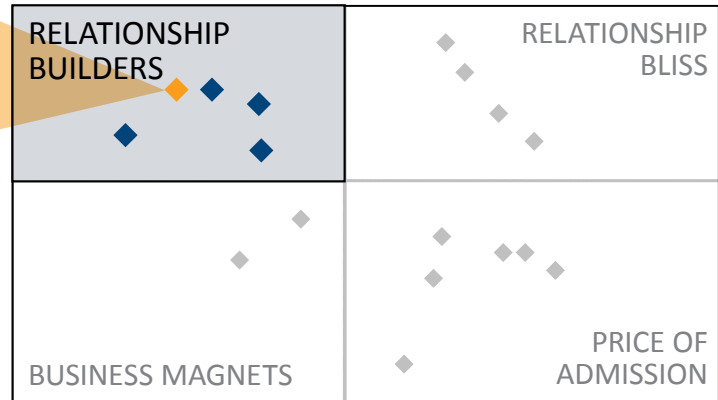 RELATIONSHIP
BUILDERS
RELATIONSHIP
BLISS
BUSINESS MAGNETS
PRICE OF
ADMISSION